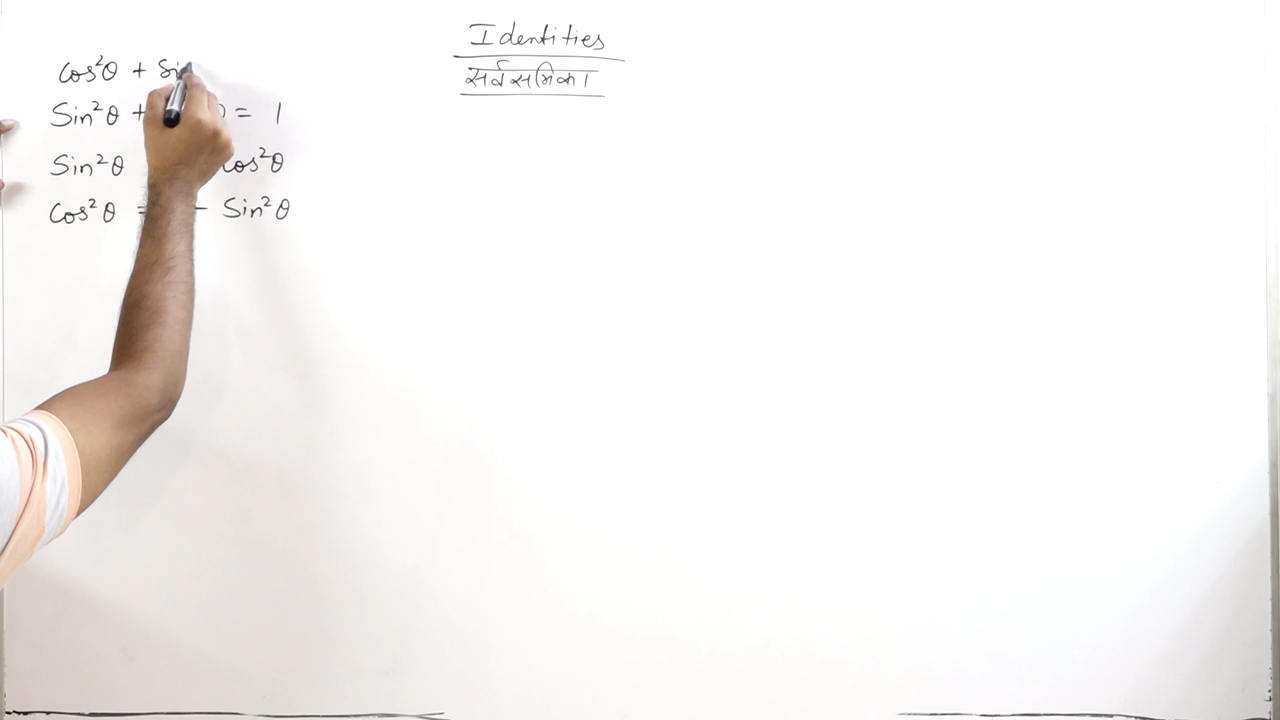 Identities
सर्वसमिका
cos²θ + Si
Sin²θ + = 1
Sin²θ cos²θ
cos²θ = - Sin²θ